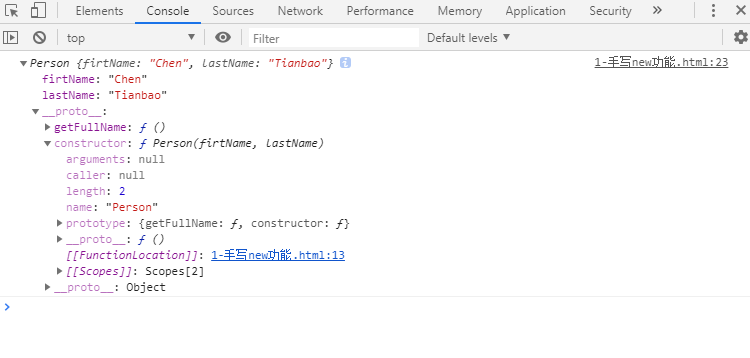 Elements Console Sources Network Performance Memory Application Security »
top Filter Default levels
Person {firtName: "Chen", lastName: "Tianbao"} i 1-手写new功能.html:23
firtName: "Chen"
lastName: "Tianbao"
__proto__:
getFullName: ƒ ()
constructor: ƒ Person(firtName, lastName)
arguments: null
caller: null
length: 2
name: "Person"
prototype: {getFullName: ƒ, constructor: ƒ}
__proto__: ƒ ()
[[FunctionLocation]]: 1-手写new功能.html:13
[[Scopes]]: Scopes[2]
__proto__: Object